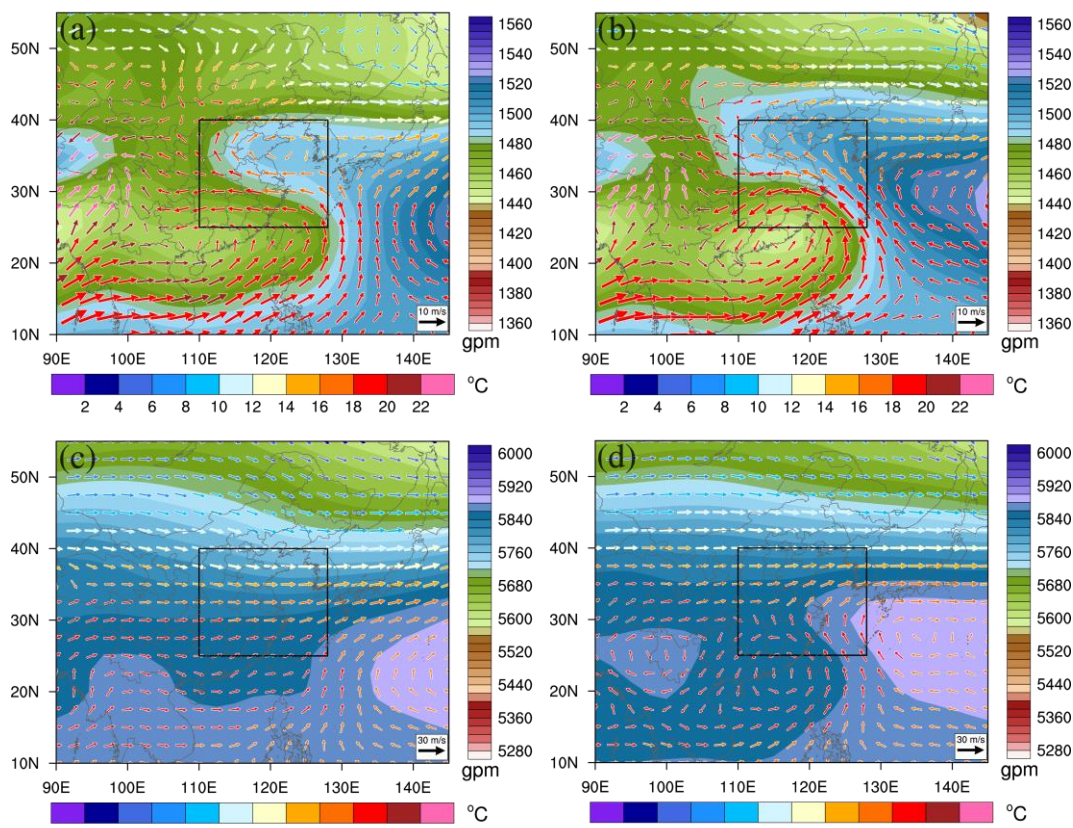 (a)
50N
40N
30N
20N
10N
90E 100E 110E 120E 130E 140E
10 m/s
1560
1540
1520
1500
1480
1460
1440
1420
1400
1380
1360
gpm
2 4 6 8 10 12 14 16 18 20 22
°C
(b)
50N
40N
30N
20N
10N
90E 100E 110E 120E 130E 140E
10 m/s
1560
1540
1520
1500
1480
1460
1440
1420
1400
1380
1360
gpm
2 4 6 8 10 12 14 16 18 20 22
°C
(c)
50N
40N
30N
20N
10N
90E 100E 110E 120E 130E 140E
30 m/s
6000
5920
5840
5760
5680
5600
5520
5440
5360
5280
gpm
°C
(d)
50N
40N
30N
20N
10N
90E 100E 110E 120E 130E 140E
30 m/s
6000
5920
5840
5760
5680
5600
5520
5440
5360
5280
gpm
°C